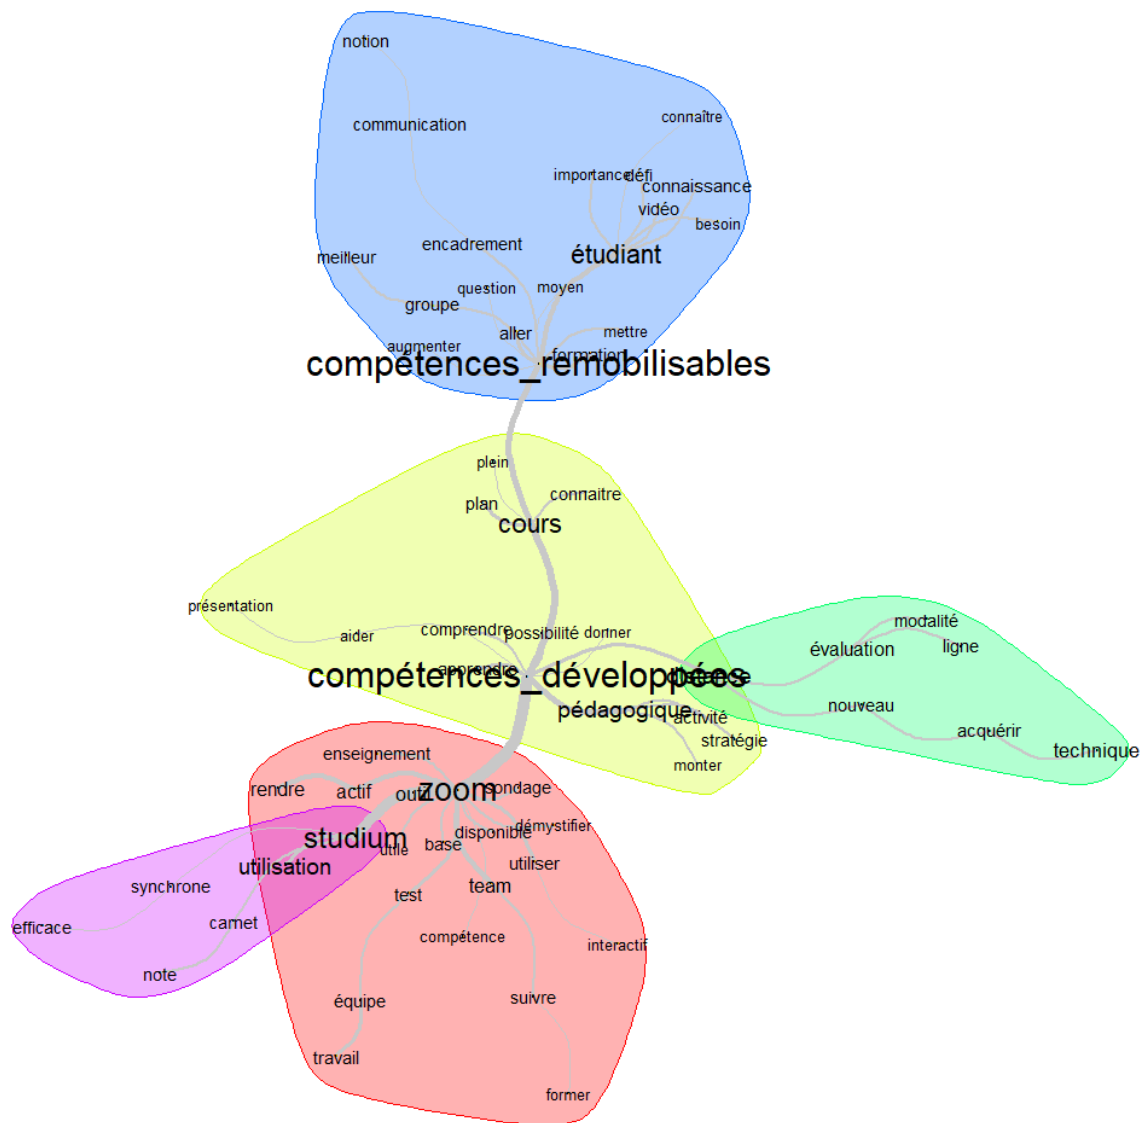 notion
connaître
communication
importance
défi
connaissance
vidéo
besoin
encadrement
étudiant
meilleur
question
moyen
groupe
aller
mettre
augmenter
formation
compétences_remobilisables
plein
connaitre
plan
cours
présentation
aider
comprendre
possibilité
donner
modalité
évaluation
ligne
apprendre
compétences_développées
pédagogique
activité
nouveau
stratégie
acquérir
technique
monter
enseignement
rendre
actif
outil
zoom
sondage
studium
utile
base
disponible
démystifier
utilisation
utiliser
synchrone
test
team
efficace
carnet
compétence
interactif
note
équipe
suivre
travail
former